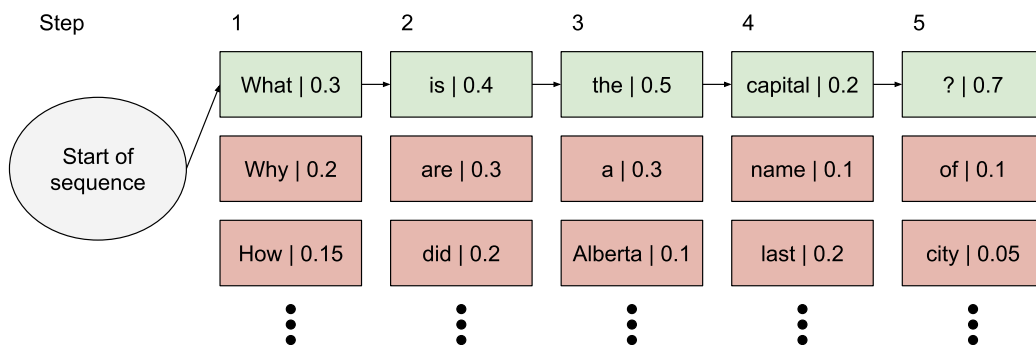 Step 1 2 3 4 5
What | 0.3 is | 0.4 the | 0.5 capital | 0.2 ? | 0.7
Start of
sequence
Why | 0.2 are | 0.3 a | 0.3 name | 0.1 of | 0.1
How | 0.15 did | 0.2 Alberta | 0.1 last | 0.2 city | 0.05